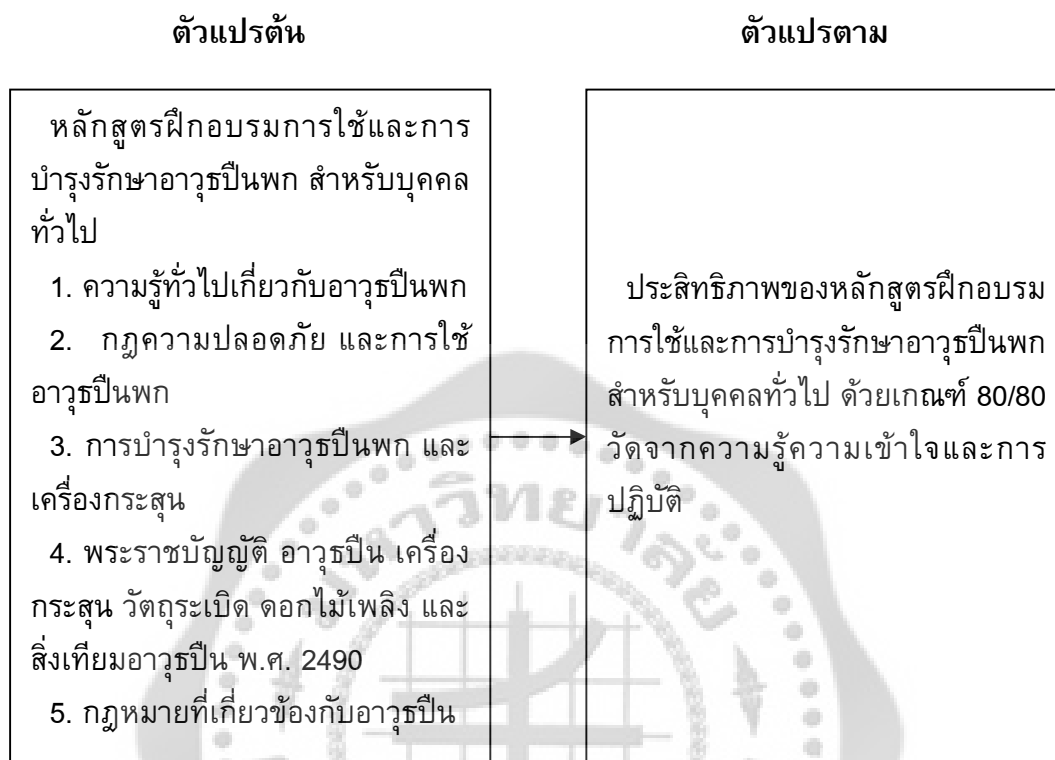 ตัวแปรต้น
ตัวแปรตาม
หลักสูตรฝึกอบรมการใช้และการ
บำรุงรักษาอาวุธปืนพก สำหรับบุคคล
ทั่วไป
1. ความรู้ทั่วไปเกี่ยวกับอาวุธปืนพก
2. กฎความปลอดภัย และการใช้
อาวุธปืนพก
3. การบำรุงรักษาอาวุธปืนพก และ
เครื่องกระสุน
4. พระราชบัญญัติ อาวุธปืน เครื่อง
กระสุน วัตถุระเบิด ดอกไม้เพลิง และ
สิ่งเทียมอาวุธปืน พ.ศ. 2490
5. กฎหมายที่เกี่ยวข้องกับอาวุธปืน
ประสิทธิภาพของหลักสูตรฝึกอบรม
การใช้และการบำรุงรักษาอาวุธปืนพก
สำหรับบุคคลทั่วไป ด้วยเกณฑ์ 80/80
วัดจากความรู้ความเข้าใจและการ
ปฏิบัติ